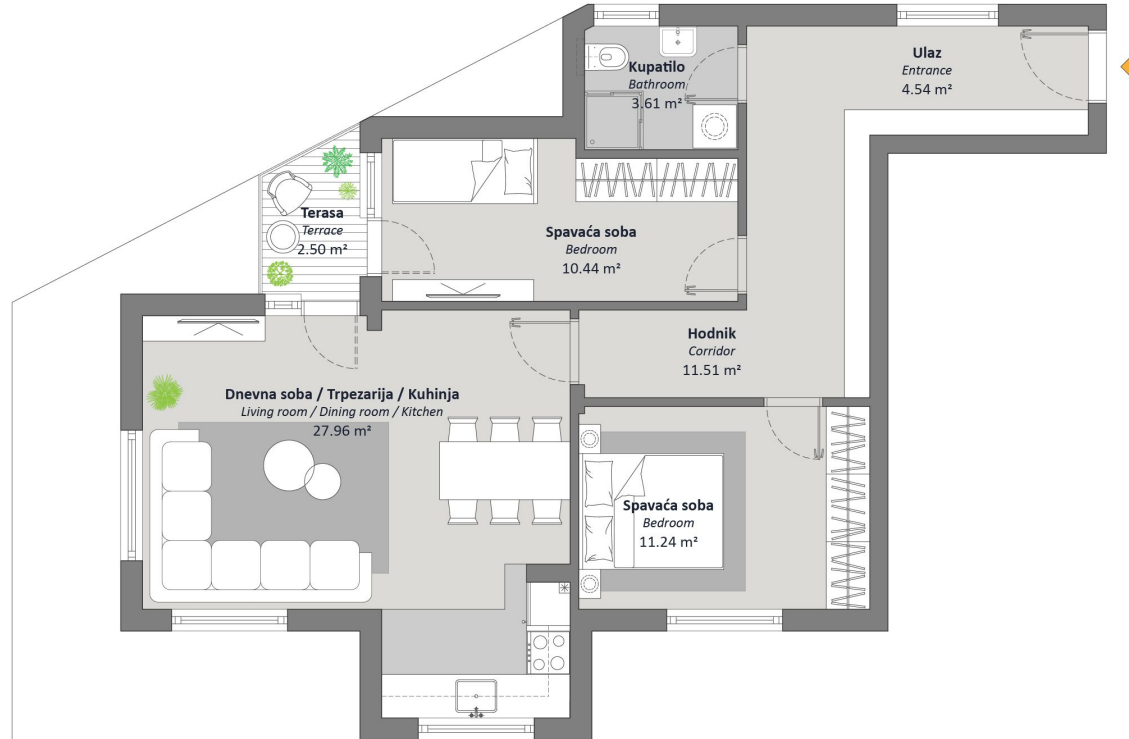 Ulaz
Entrance
4.54 m²
Kupatilo
Bathroom
3.61 m²
Terasa
Terrace
2.50 m²
Spavaća soba
Bedroom
10.44 m²
Hodnik
Corridor
11.51 m²
Dnevna soba / Trpezarija / Kuhinja
Living room / Dining room / Kitchen
27.96 m²
Spavaća soba
Bedroom
11.24 m²